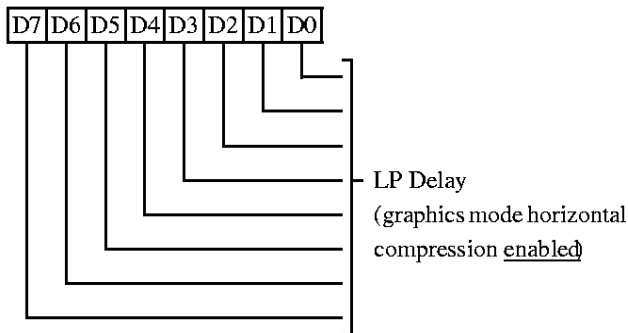 D7 D6 D5 D4 D3 D2 D1 D0
LP Delay
(graphics mode horizontal
compression enabled)